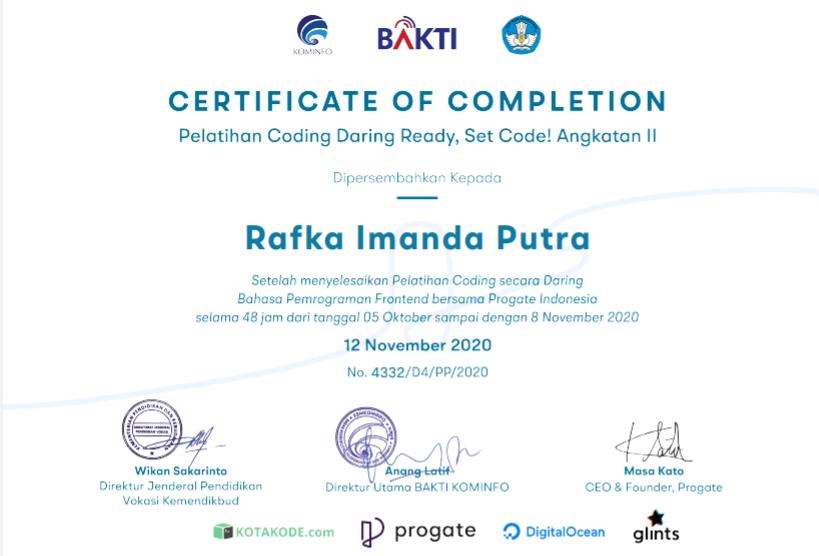 KOMINFO
BAKTI
CERTIFICATE OF COMPLETION
Pelatihan Coding Daring Ready, Set Code! Angkatan II
Dipersembahkan Kepada
Rafka Imanda Putra
Setelah menyelesaikan Pelatihan Coding secara Daring
Bahasa Pemrograman Frontend bersama Progate Indonesia
selama 48 jam dari tanggal 05 Oktober sampai dengan 8 November 2020
12 November 2020
No. 4332/D4/PP/2020
Wikan Sakarinto
Direktur Jenderal Pendidikan
Vokasi Kemendikbud
Anang Latif
Direktur Utama BAKTI KOMINFO
Masa Kato
CEO & Founder, Progate
KOTAKODE.com
progate
DigitalOcean
glints